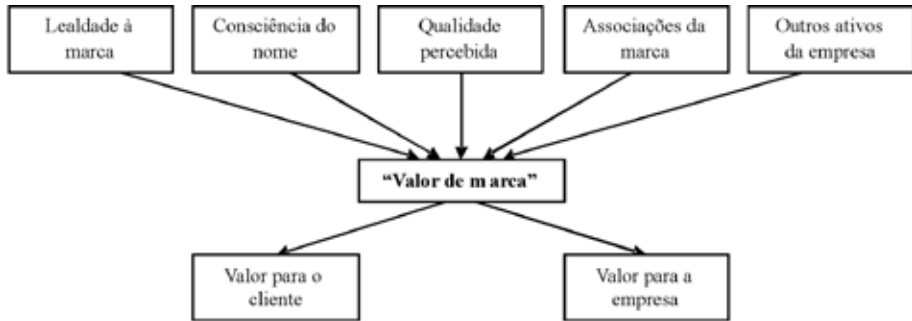 Lealdade à
marca
Consciência do
nome
Qualidade
percebida
Associações da
marca
Outros ativos
da empresa
“Valor de marca”
Valor para o
cliente
Valor para a
empresa